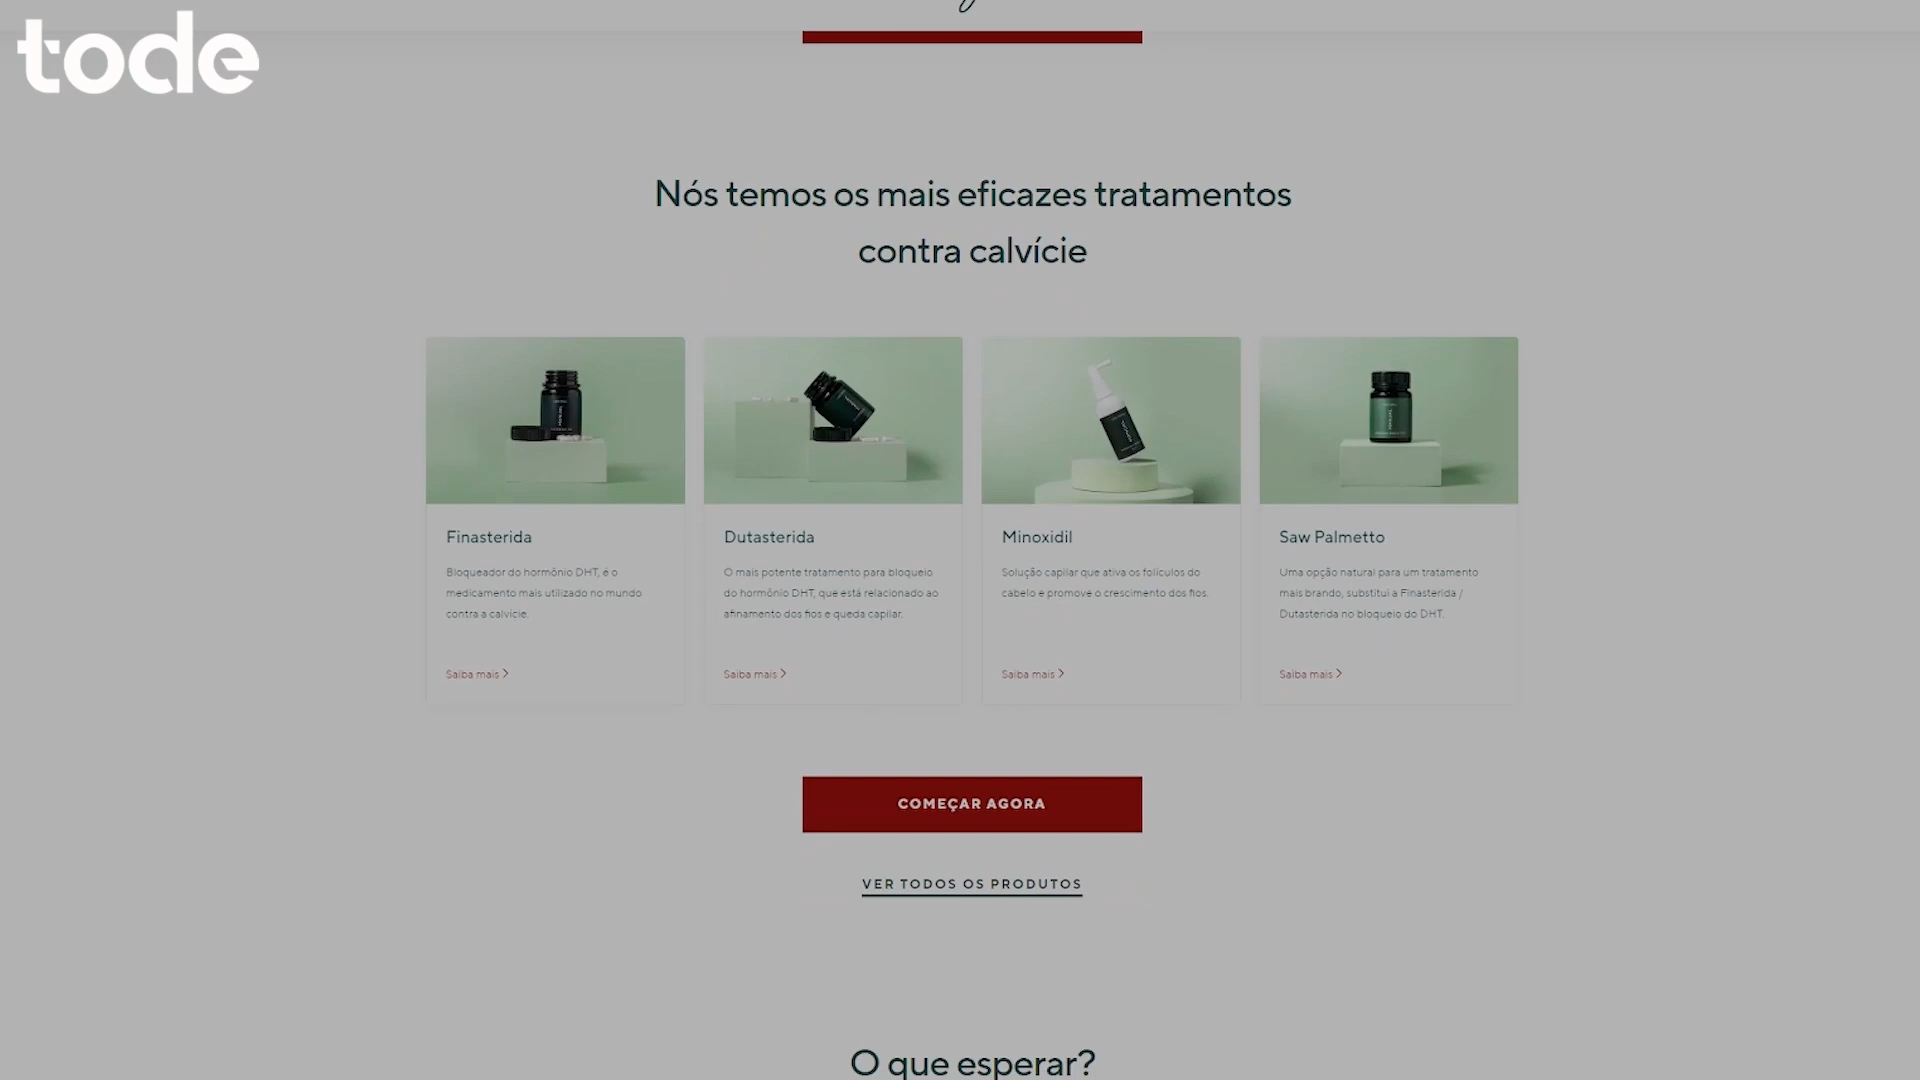 tode
Nós temos os mais eficazes tratamentos
contra calvície
Finasterida
Bloqueador do hormônio DHT, é o
medicamento mais utilizado no mundo
contra a calvície.
Saiba mais
Dutasterida
O mais potente tratamento para bloqueio
do hormônio DHT, que está relacionado ao
afinamento dos fios e queda capilar.
Saiba mais
Minoxidil
Solução capilar que ativa os folículos do
cabelo e promove o crescimento dos fios.
Saiba mais
Saw Palmetto
Uma opção natural para um tratamento
mais brando, substitui a Finasterida /
Dutasterida no bloqueio do DHT.
Saiba mais
COMEÇAR AGORA
VER TODOS OS PRODUTOS
O que esperar?